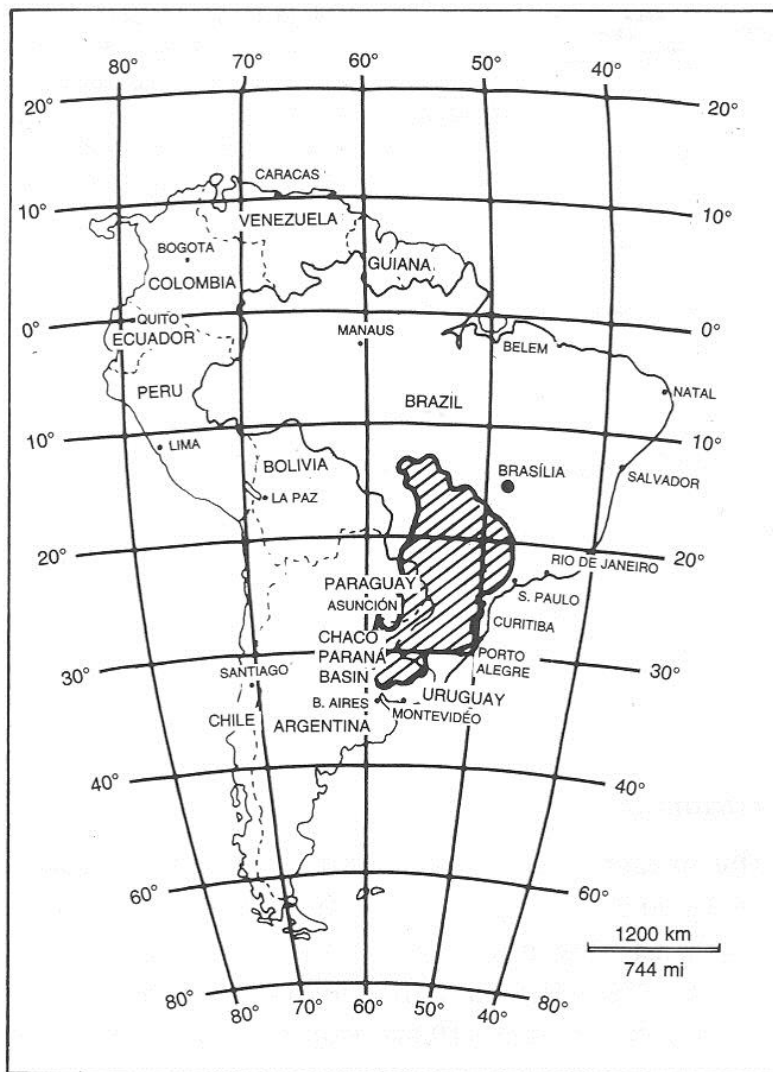 80° 70° 60° 50° 40°
20° 20°
CARACAS
10° VENEZUELA 10°
BOGOTA
GUIANA
COLOMBIA
0° QUITO 0°
ECUADOR MANAUS BELEM
PERU BRAZIL NATAL
10° LIMA 10°
BOLIVIA BRASÍLIA SALVADOR
LA PAZ
20° 20°
RIO DE JANEIRO
PARAGUAY
ASUNCIÓN S. PAULO
CURITIBA
CHACO
PARANÁ PORTO
30° SANTIAGO BASIN ALEGRE 30°
URUGUAY
B. AIRES MONTEVIDÉO
CHILE ARGENTINA
40° 40°
60° 60°
1200 km
744 mi
80° 80° 70° 60° 50° 40° 80°